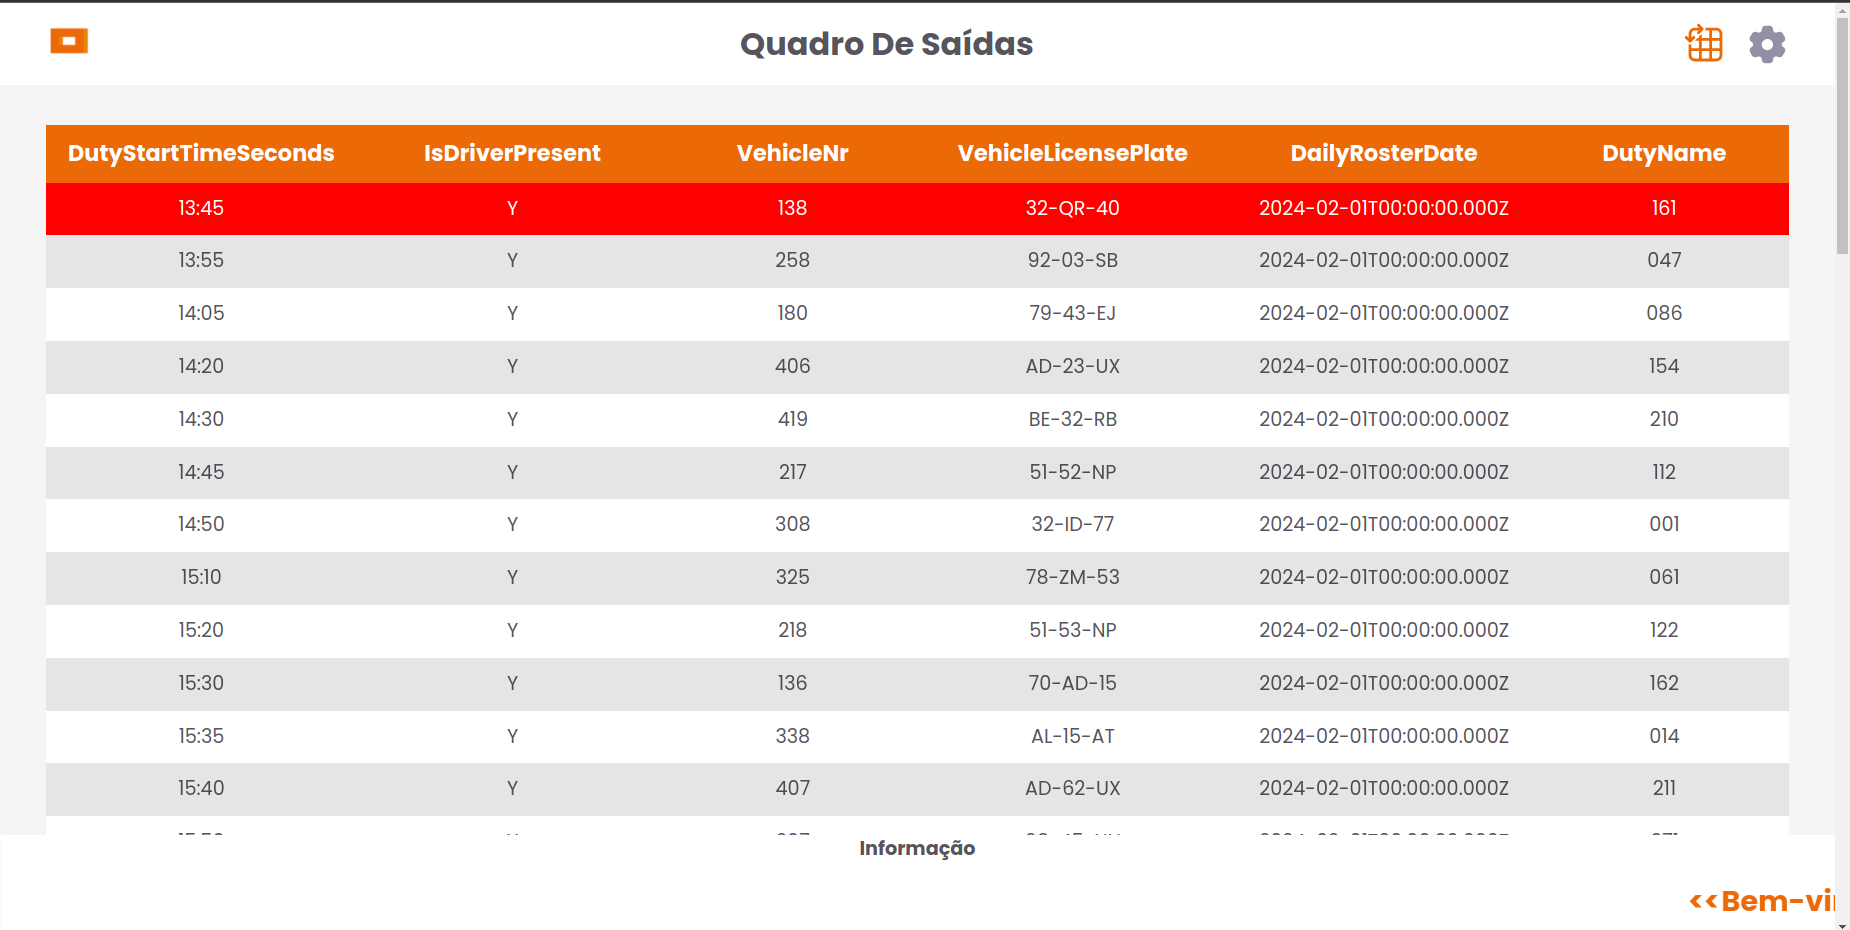 Quadro De Saídas
DutyStartTimeSeconds IsDriverPresent VehicleNr VehicleLicensePlate DailyRosterDate DutyName
13:45 Y 138 32-QR-40 2024-02-01T00:00:00.000Z 161
13:55 Y 258 92-03-SB 2024-02-01T00:00:00.000Z 047
14:05 Y 180 79-43-EJ 2024-02-01T00:00:00.000Z 086
14:20 Y 406 AD-23-UX 2024-02-01T00:00:00.000Z 154
14:30 Y 419 BE-32-RB 2024-02-01T00:00:00.000Z 210
14:45 Y 217 51-52-NP 2024-02-01T00:00:00.000Z 112
14:50 Y 308 32-ID-77 2024-02-01T00:00:00.000Z 001
15:10 Y 325 78-ZM-53 2024-02-01T00:00:00.000Z 061
15:20 Y 218 51-53-NP 2024-02-01T00:00:00.000Z 122
15:30 Y 136 70-AD-15 2024-02-01T00:00:00.000Z 162
15:35 Y 338 AL-15-AT 2024-02-01T00:00:00.000Z 014
15:40 Y 407 AD-62-UX 2024-02-01T00:00:00.000Z 211
Informação
<<Bem-vi